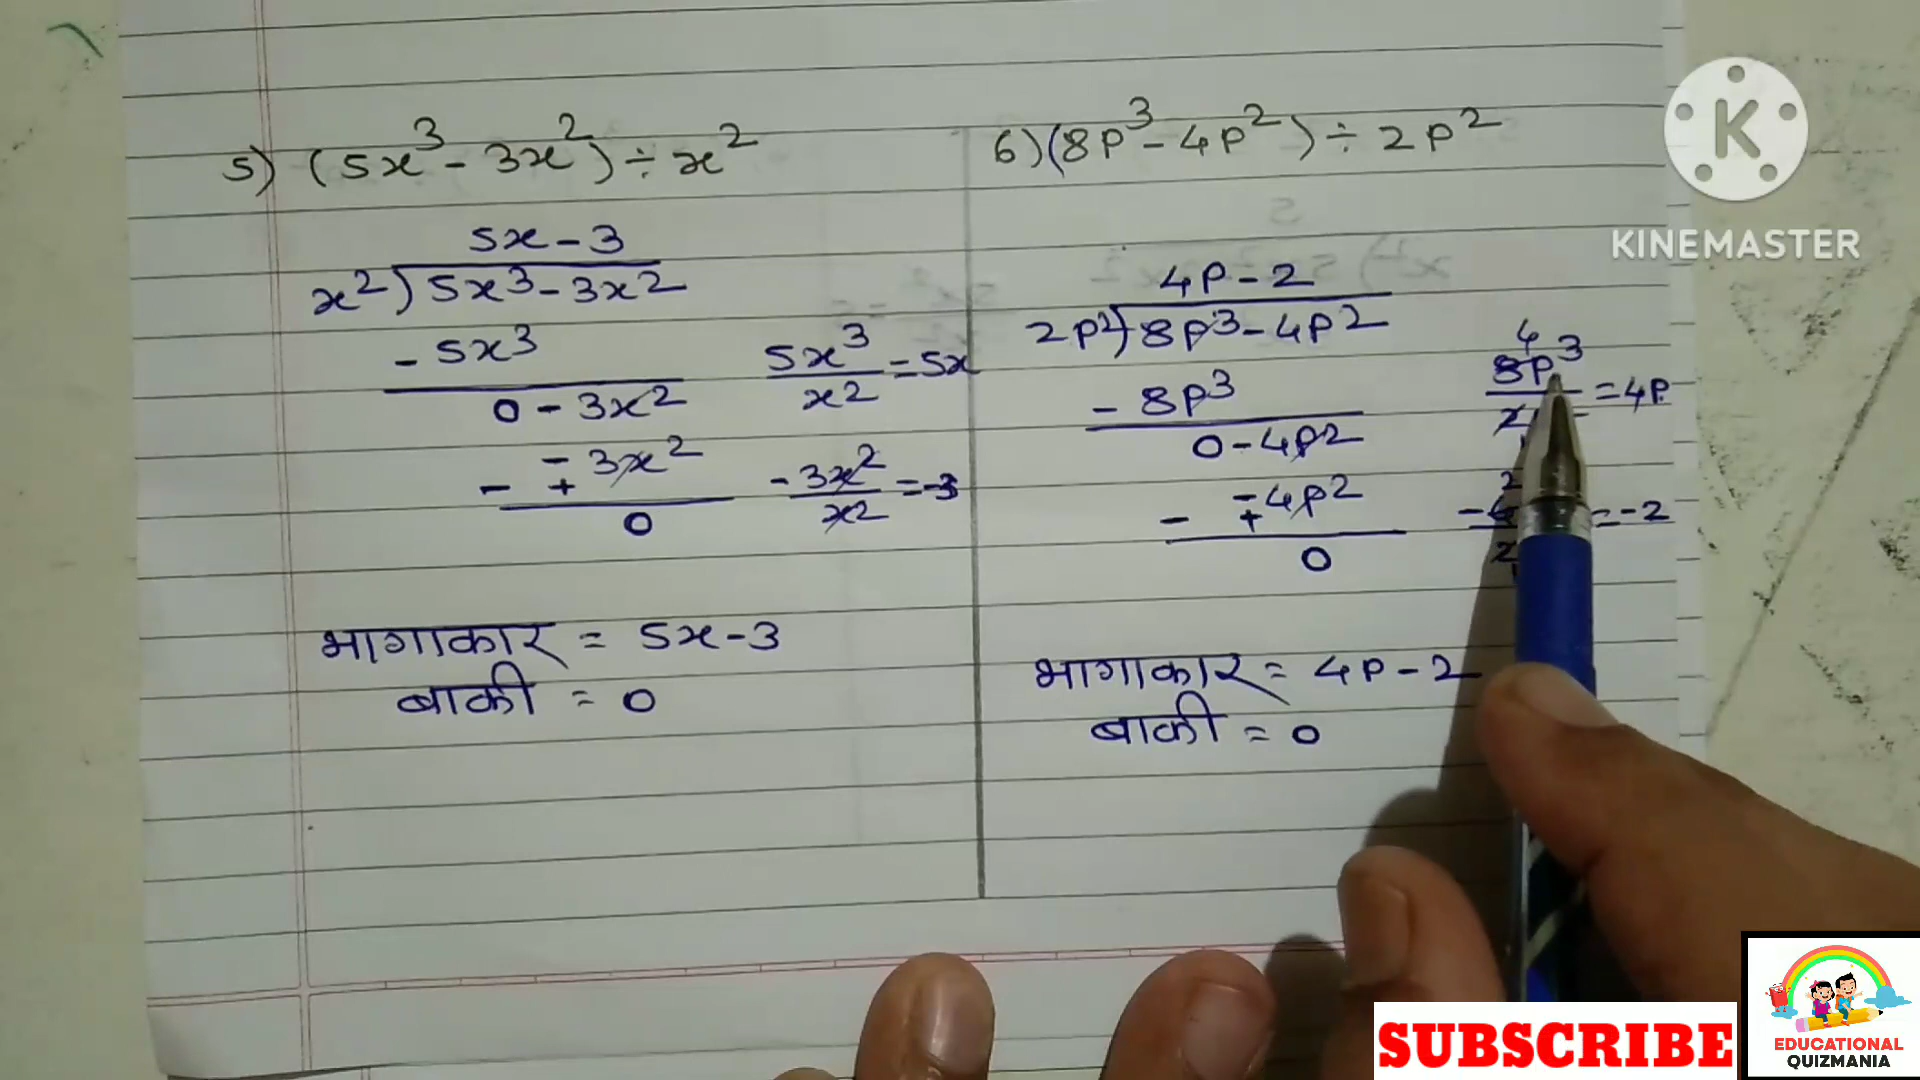 5) (5x³ - 3x²) ÷ x²
5x - 3
x² ) 5x³ - 3x²
- 5x³
0 - 3x²
- 3x²
- +
0
5x³ / x² = 5x
- 3x² / x² = -3
भागाकार = 5x - 3
बाकी = 0
6) (8P³ - 4P²) ÷ 2P²
4P - 2
2P² ) 8P³ - 4P²
- 8P³
0 - 4P²
- 4P²
- +
0
4
8P³
= 4P
2
= -2
भागाकार = 4P - 2
बाकी = 0
K
KINEMASTER
SUBSCRIBE
EDUCATIONAL
QUIZMANIA